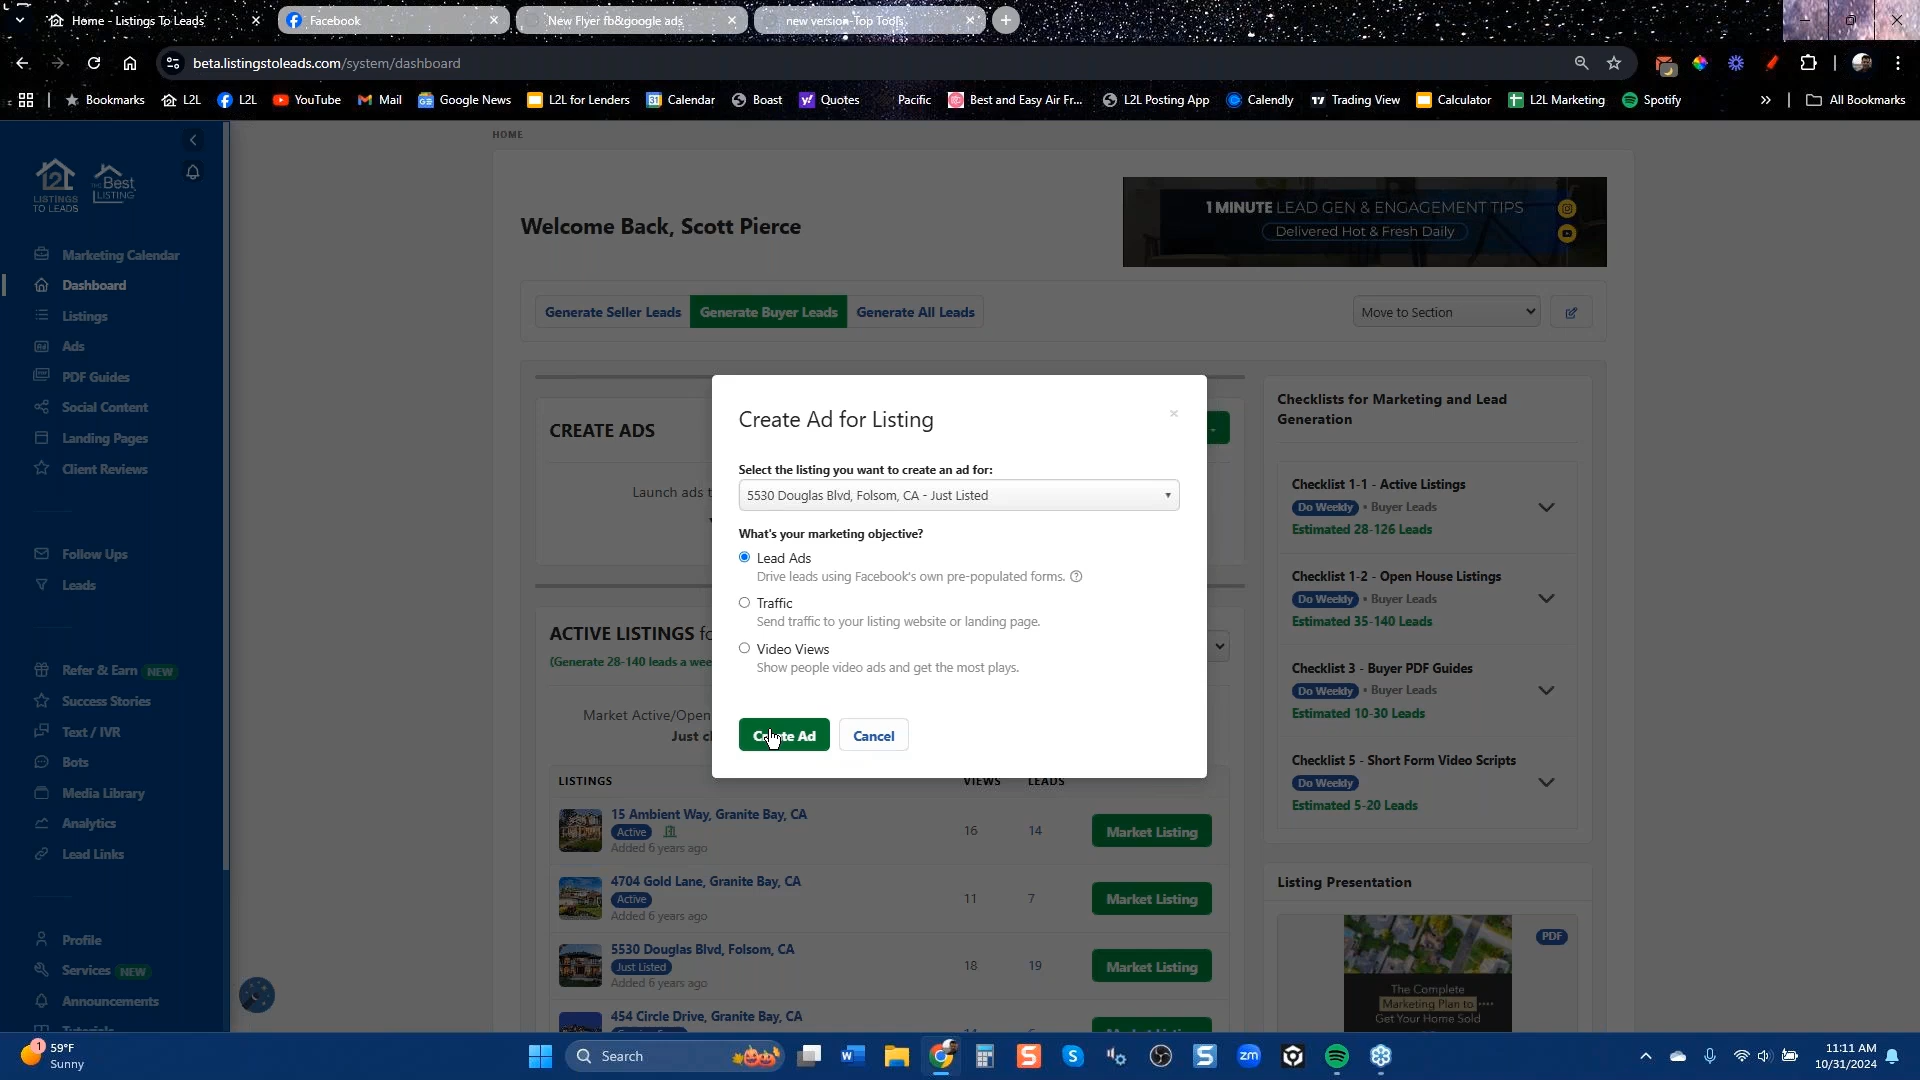 Home - Listings To Leads
Facebook
New Flyer fb&google ads
new version-Top Tools
beta.listingstoleads.com/system/dashboard
Bookmarks
L2L
L2L
YouTube
Mail
Google News
L2L for Lenders
Calendar
Boast
Quotes
Pacific
Best and Easy Air Fr...
L2L Posting App
Calendly
Trading View
Calculator
L2L Marketing
Spotify
All Bookmarks
LISTINGS
TO LEADS
THE Best
LISTING
Marketing Calendar
Dashboard
Listings
Ads
PDF Guides
Social Content
Landing Pages
Client Reviews
Follow Ups
Leads
Refer & Earn NEW
Success Stories
Text / IVR
Bots
Media Library
Analytics
Lead Links
Profile
Services NEW
Announcements
Tutorials
HOME
Welcome Back, Scott Pierce
1 MINUTE LEAD GEN & ENGAGEMENT TIPS
Delivered Hot & Fresh Daily
Generate Seller Leads
Generate Buyer Leads
Generate All Leads
Move to Section
CREATE ADS
Launch ads t
ACTIVE LISTINGS fo
(Generate 28-140 leads a wee
Market Active/Open
Just cl
Create Ad for Listing
×
Select the listing you want to create an ad for:
5530 Douglas Blvd, Folsom, CA - Just Listed
What's your marketing objective?
Lead Ads
Drive leads using Facebook's own pre-populated forms.
Traffic
Send traffic to your listing website or landing page.
Video Views
Show people video ads and get the most plays.
Create Ad
Cancel
LISTINGS
VIEWS
LEADS
15 Ambient Way, Granite Bay, CA
Active
Added 6 years ago
16
14
Market Listing
4704 Gold Lane, Granite Bay, CA
Active
Added 6 years ago
11
7
Market Listing
5530 Douglas Blvd, Folsom, CA
Just Listed
Added 6 years ago
18
19
Market Listing
454 Circle Drive, Granite Bay, CA
Checklists for Marketing and Lead
Generation
Checklist 1-1 - Active Listings
Do Weekly • Buyer Leads
Estimated 28-126 Leads
Checklist 1-2 - Open House Listings
Do Weekly • Buyer Leads
Estimated 35-140 Leads
Checklist 3 - Buyer PDF Guides
Do Weekly • Buyer Leads
Estimated 10-30 Leads
Checklist 5 - Short Form Video Scripts
Do Weekly
Estimated 5-20 Leads
Listing Presentation
PDF
The Complete
Marketing Plan to
Get Your Home Sold
1
59°F
Sunny
Search
11:11 AM
10/31/2024